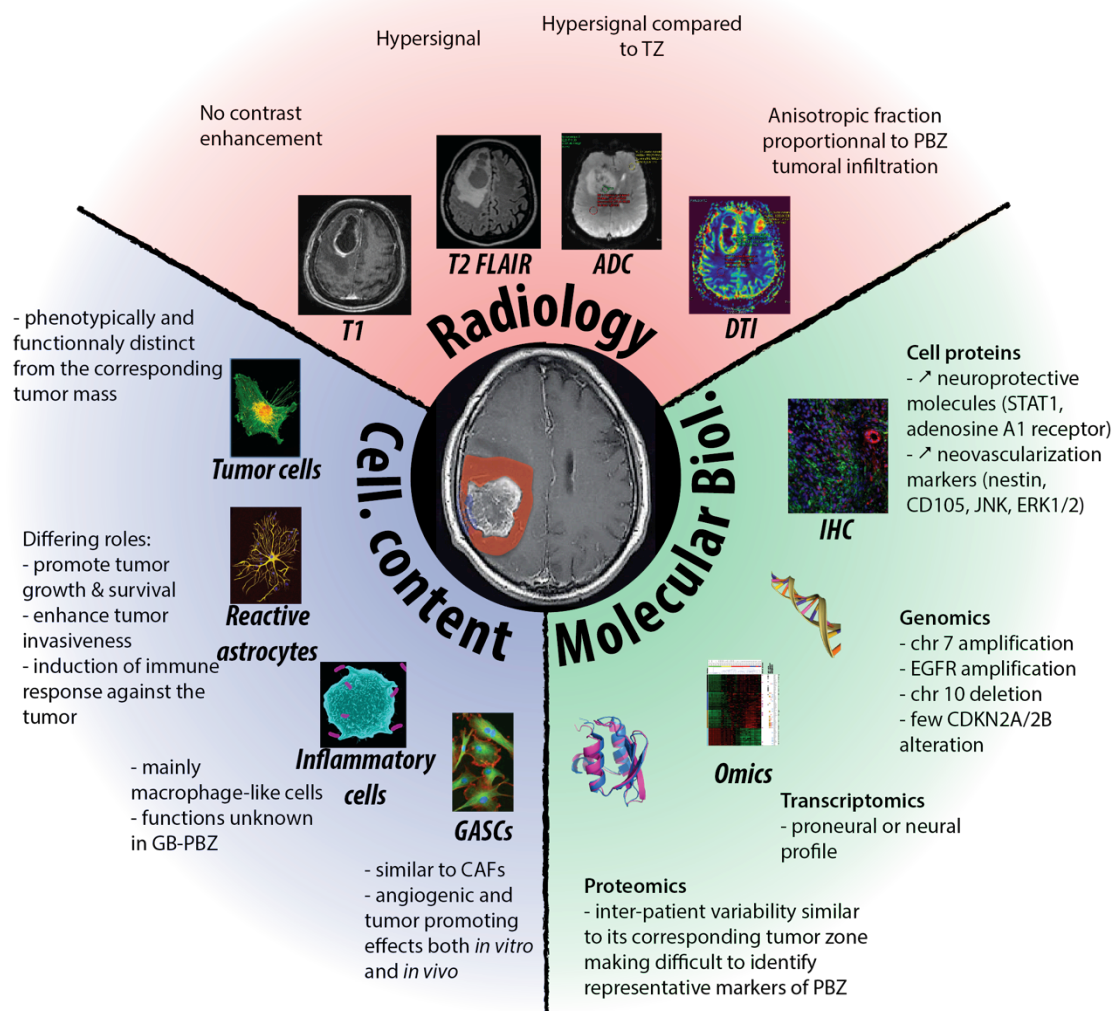 Hypersignal
Hypersignal compared
to TZ
No contrast
enhancement
Anisotropic fraction
proportionnal to PBZ
tumoral infiltration
T1
T2 FLAIR
ADC
DTI
Radiology
Cell. content
Molecular Biol.
- phenotypically and
functionnaly distinct
from the corresponding
tumor mass
Tumor cells
Differing roles:
- promote tumor
growth & survival
- enhance tumor
invasiveness
- induction of immune
response against the
tumor
Reactive
astrocytes
Inflammatory
cells
- mainly
macrophage-like cells
- functions unknown
in GB-PBZ
GASCs
- similar to CAFs
- angiogenic and
tumor promoting
effects both in vitro
and in vivo
Cell proteins
- ↗ neuroprotective
molecules (STAT1,
adenosine A1 receptor)
- ↗ neovascularization
markers (nestin,
CD105, JNK, ERK1/2)
IHC
Genomics
- chr 7 amplification
- EGFR amplification
- chr 10 deletion
- few CDKN2A/2B
alteration
Omics
Transcriptomics
- proneural or neural
profile
Proteomics
- inter-patient variability similar
to its corresponding tumor zone
making difficult to identify
representative markers of PBZ